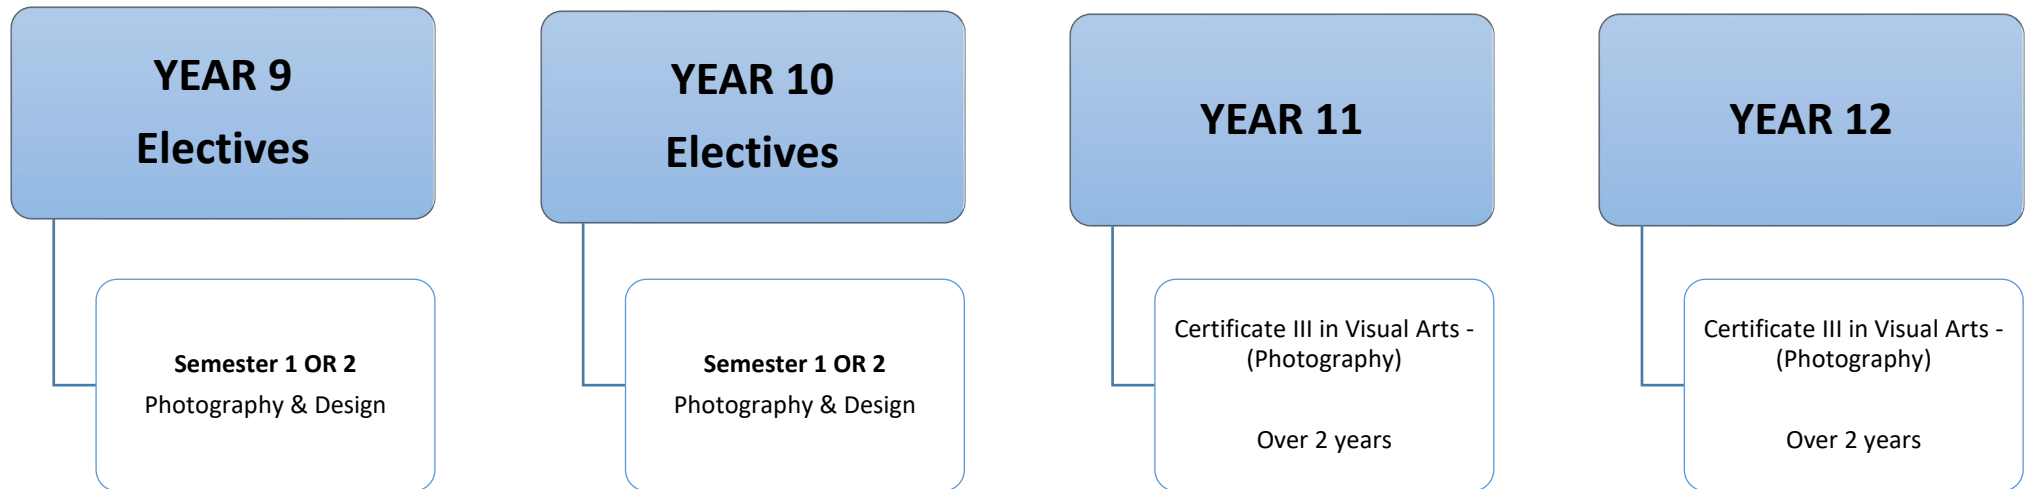 YEAR 9
Electives
Semester 1 OR 2
Photography & Design
YEAR 10
Electives
Semester 1 OR 2
Photography & Design
YEAR 11
Certificate III in Visual Arts -
(Photography)
Over 2 years
YEAR 12
Certificate III in Visual Arts -
(Photography)
Over 2 years